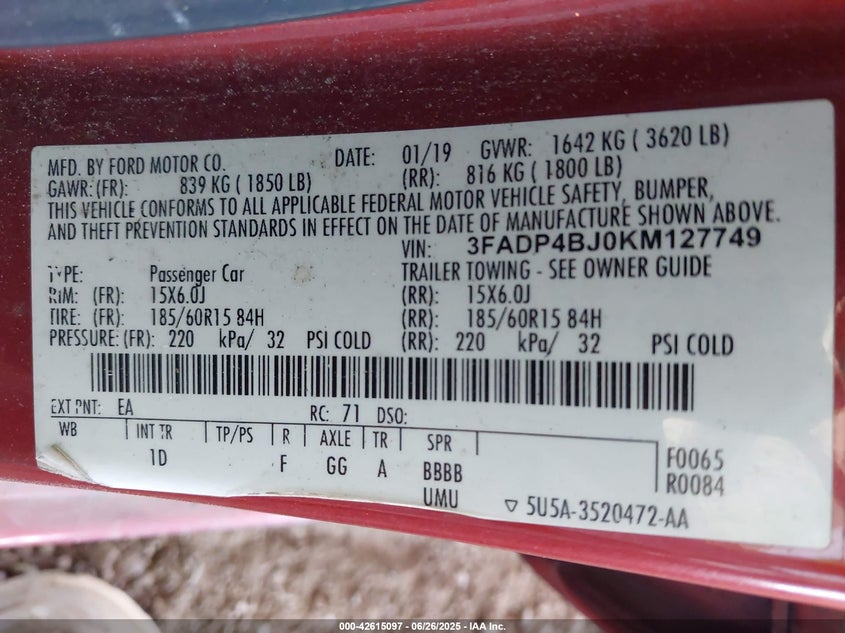 MFD. BY FORD MOTOR CO. DATE: 01/19 GVWR: 1642 KG ( 3620 LB)
GAWR: (FR): 839 KG ( 1850 LB) (RR): 816 KG ( 1800 LB)
THIS VEHICLE CONFORMS TO ALL APPLICABLE FEDERAL MOTOR VEHICLE SAFETY, BUMPER,
AND THEFT PREVENTION STANDARDS IN EFFECT ON THE DATE OF MANUFACTURE SHOWN ABOVE.
VIN: 3FADP4BJ0KM127749
TYPE: Passenger Car TRAILER TOWING - SEE OWNER GUIDE
RIM: (FR): 15X6.0J (RR): 15X6.0J
TIRE: (FR): 185/60R15 84H (RR): 185/60R15 84H
PRESSURE: (FR): 220 kPa/ 32 PSI COLD (RR): 220 kPa/ 32 PSI COLD
EXT PNT: EA RC: 71 DSO:
WB INT TR TP/PS R AXLE TR SPR F0065
1D F GG A BBBB R0084
UMU ▽ 5U5A-3520472-AA
000-42615097 - 06/26/2025 - IAA Inc.